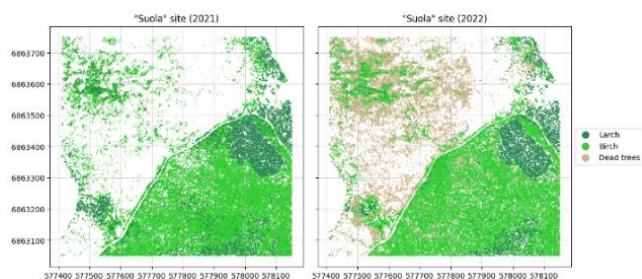 "Suola" site (2021)
"Suola" site (2022)
6863700
6863600
6863500
6863400
6863300
6863200
6863100
577400 577500 577600 577700 577800 577900 578000 578100
577400 577500 577600 577700 577800 577900 578000 578100
Larch
Birch
Dead trees